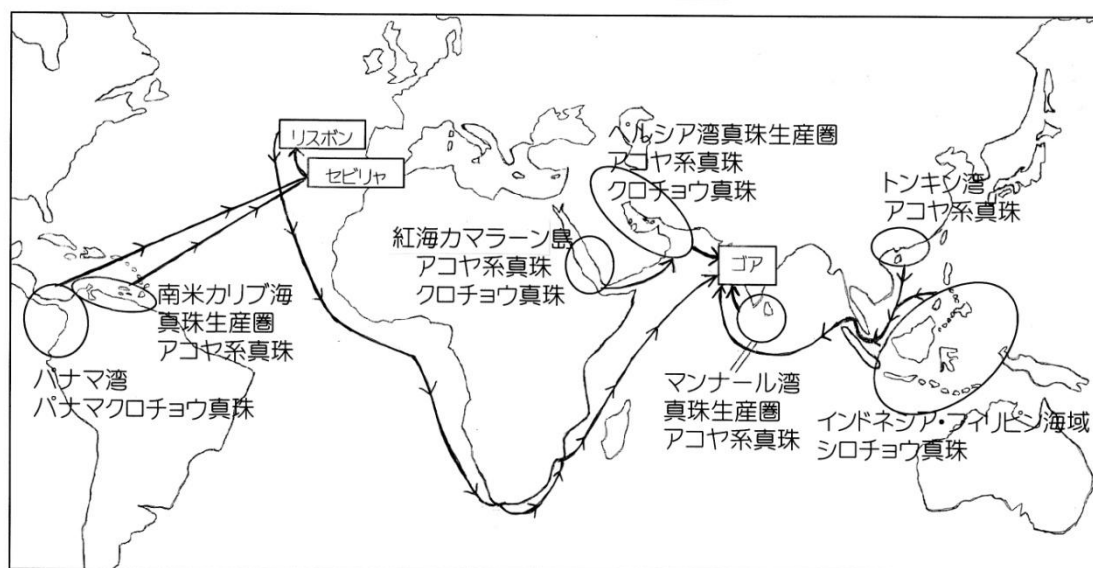 リスボン
セビリャ
ペルシア湾真珠生産圏
アコヤ系真珠
クロチョウ真珠
トンキン湾
アコヤ系真珠
紅海カマラーン島
アコヤ系真珠
クロチョウ真珠
ゴア
南米カリブ海
真珠生産圏
アコヤ系真珠
パナマ湾
パナマクロチョウ真珠
マンナール湾
真珠生産圏
アコヤ系真珠
インドネシア・フィリピン海域
シロチョウ真珠